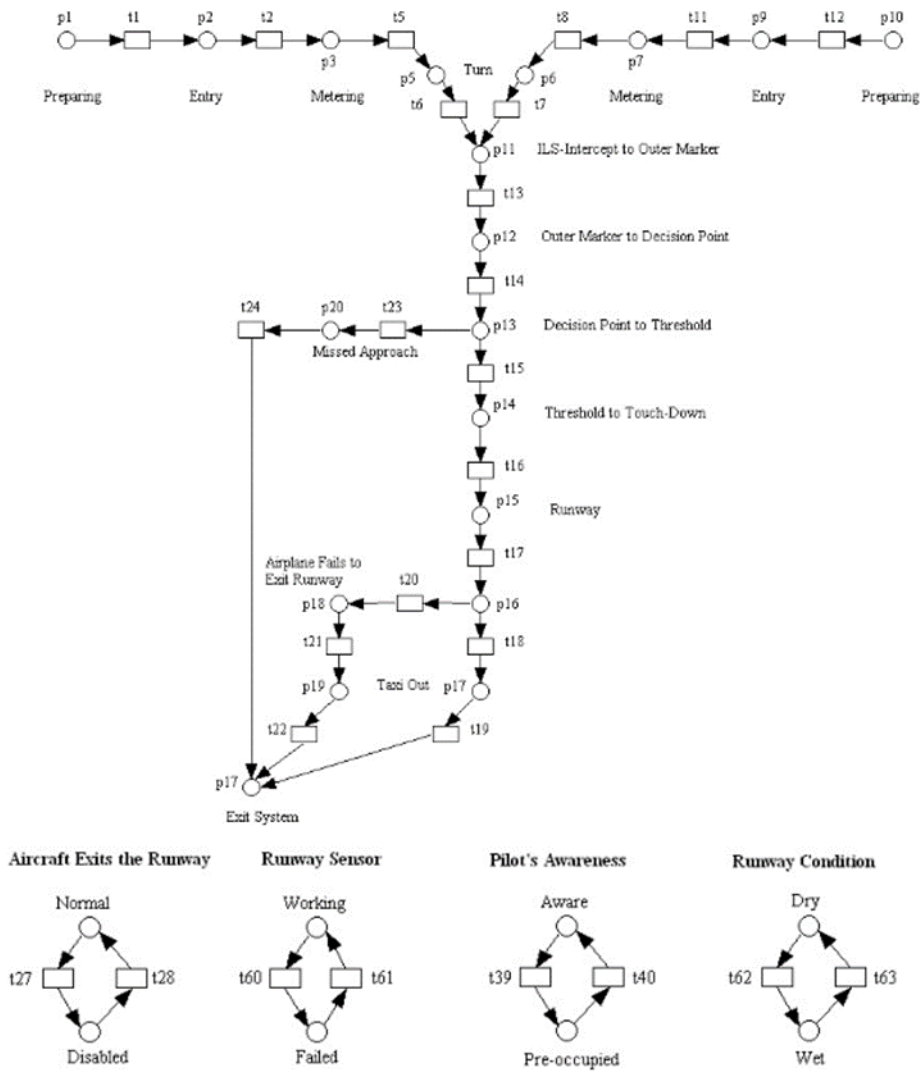 p1 t1 p2 t2 t5 t8 t11 p9 t12 p10
p3 p5 Turn p6 p7
Preparing Entry Metering t6 t7 Metering Entry Preparing
p11 ILS-Intercept to Outer Marker
t13
p12 Outer Marker to Decision Point
t14
t24 p20 t23 p13 Decision Point to Threshold
Missed Approach
t15
p14 Threshold to Touch-Down
t16
p15 Runway
t17
Airplane Fails to
Exit Runway
t20
p18 p16
t21 t18
p19 Taxi Out p17
t22 t19
p17
Exit System
Aircraft Exits the Runway Runway Sensor Pilot's Awareness Runway Condition
Normal Working Aware Dry
t27 t28 t60 t61 t39 t40 t62 t63
Disabled Failed Pre-occupied Wet